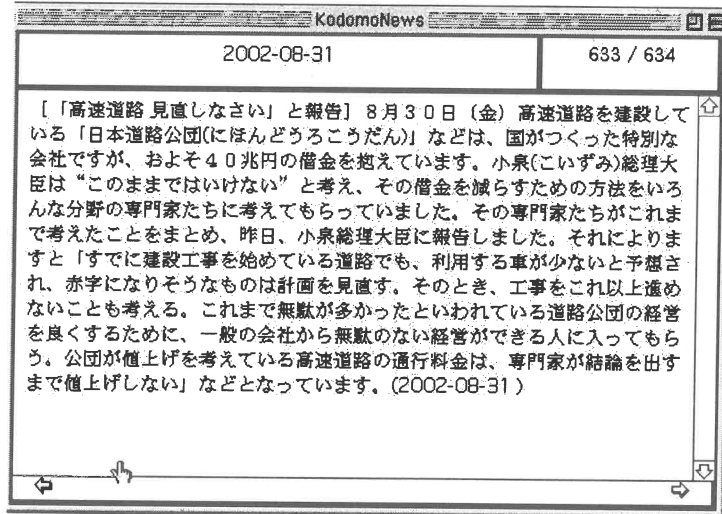 KodomoNews
2002-08-31
633 / 634
[「高速道路 見直しなさい」と報告] 8月30日（金） 高速道路を建設して
いる「日本道路公団(にほんどうろこうだん)」などは、国がつくった特別な
会社ですが、およそ40兆円の借金を抱えています。小泉(こいずみ)総理大
臣は“このままではいけない”と考え、その借金を減らすための方法をいろ
んな分野の専門家たちに考えてもらっていました。その専門家たちがこれま
で考えたことをまとめ、昨日、小泉総理大臣に報告しました。それによりま
すと「すでに建設工事を始めている道路でも、利用する車が少ないと予想さ
れ、赤字になりそうなものは計画を見直す。そのとき、工事をこれ以上進め
ないことも考える。これまで無駄が多かったといわれている道路公団の経営
を良くするために、一般の会社から無駄のない経営ができる人に入ってもら
う。公団が値上げを考えている高速道路の通行料金は、専門家が結論を出す
まで値上げしない」などとなっています。(2002-08-31 )